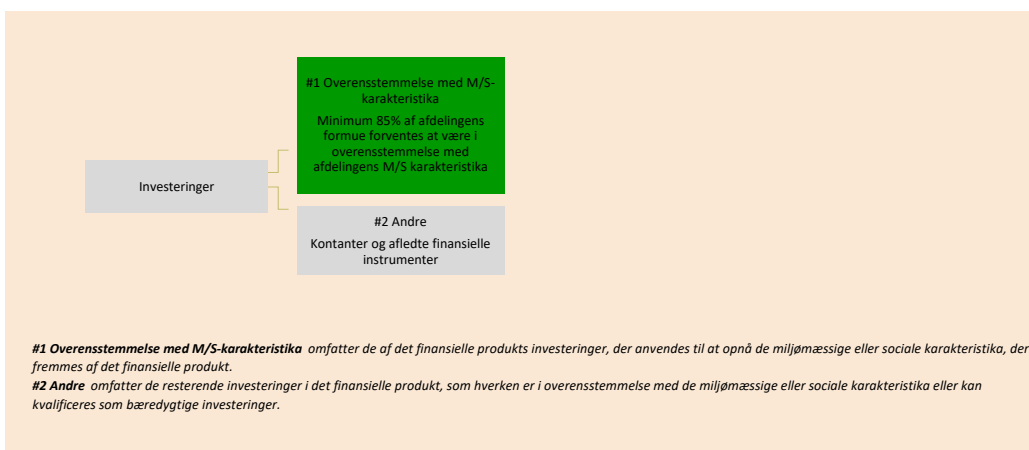 #1 Overensstemmelse med M/S-
karakteristika
Minimum 85% af afdelingens
formue forventes at være i
overensstemmelse med
afdelingens M/S karakteristika
Investeringer
#2 Andre
Kontanter og afledte finansielle
instrumenter
#1 Overensstemmelse med M/S-karakteristika omfatter de af det finansielle produkts investeringer, der anvendes til at opnå de miljømæssige eller sociale karakteristika, der
fremmes af det finansielle produkt.
#2 Andre omfatter de resterende investeringer i det finansielle produkt, som hverken er i overensstemmelse med de miljømæssige eller sociale karakteristika eller kan
kvalificeres som bæredygtige investeringer.